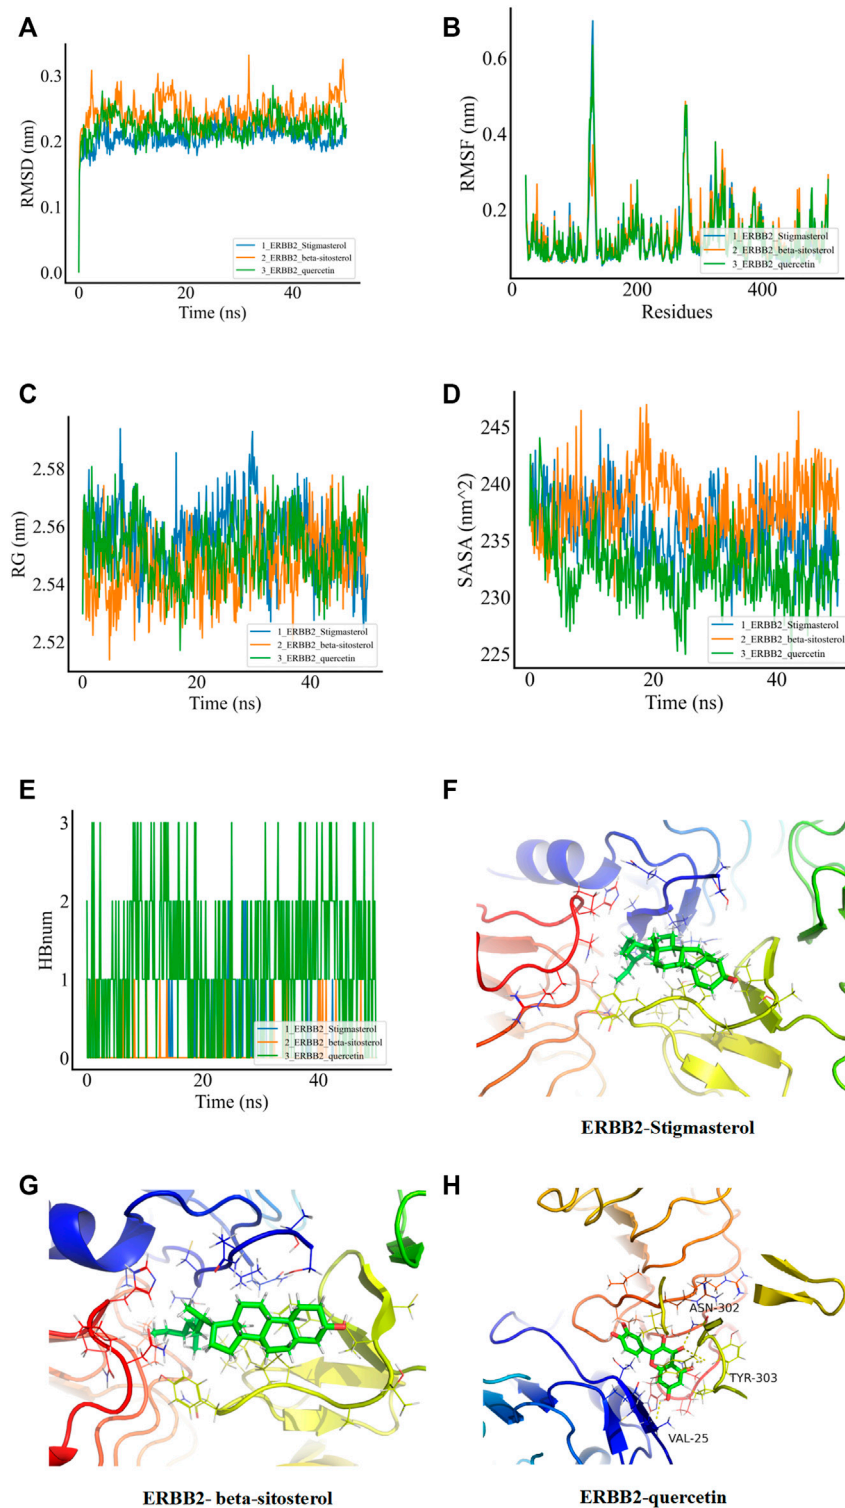 A
RMSD (nm)
0.3
0.2
0.1
0.0
0
20
40
Time (ns)
1_ERBB2_Stigmasterol
2_ERBB2_beta-sitosterol
3_ERBB2_quercetin
B
RMSF (nm)
0.6
0.4
0.2
0
200
400
Residues
1_ERBB2_Stigmasterol
2_ERBB2_beta-sitosterol
3_ERBB2_quercetin
C
RG (nm)
2.58
2.56
2.54
2.52
0
20
40
Time (ns)
1_ERBB2_Stigmasterol
2_ERBB2_beta-sitosterol
3_ERBB2_quercetin
D
SASA (nm^2)
245
240
235
230
225
0
20
40
Time (ns)
1_ERBB2_Stigmasterol
2_ERBB2_beta-sitosterol
3_ERBB2_quercetin
E
HBnum
3
2
1
0
0
20
40
Time (ns)
1_ERBB2_Stigmasterol
2_ERBB2_beta-sitosterol
3_ERBB2_quercetin
F
ERBB2-Stigmasterol
G
ERBB2- beta-sitosterol
H
ASN-302
TYR-303
VAL-25
ERBB2-quercetin